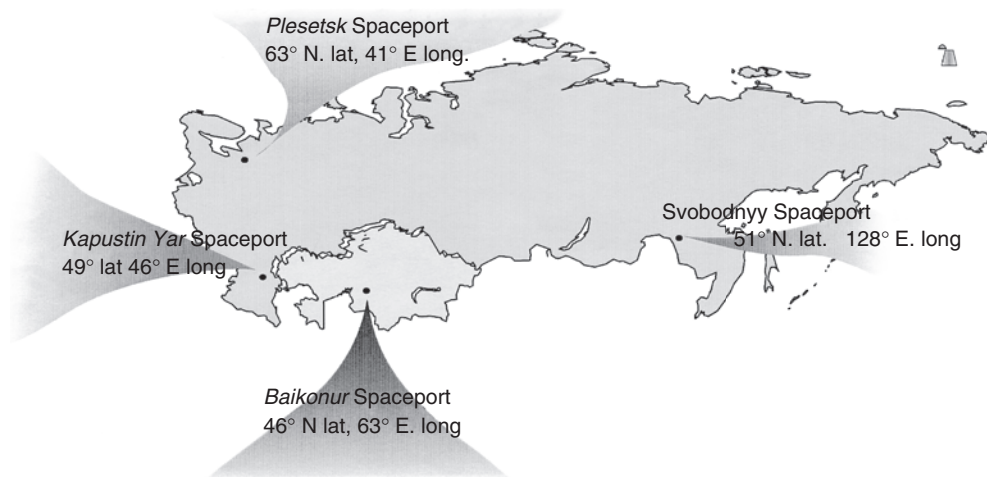 Plesetsk Spaceport
63° N. lat, 41° E long.
Kapustin Yar Spaceport
49° lat 46° E long
Svobodnyy Spaceport
51° N. lat. 128° E. long
Baikonur Spaceport
46° N lat, 63° E. long